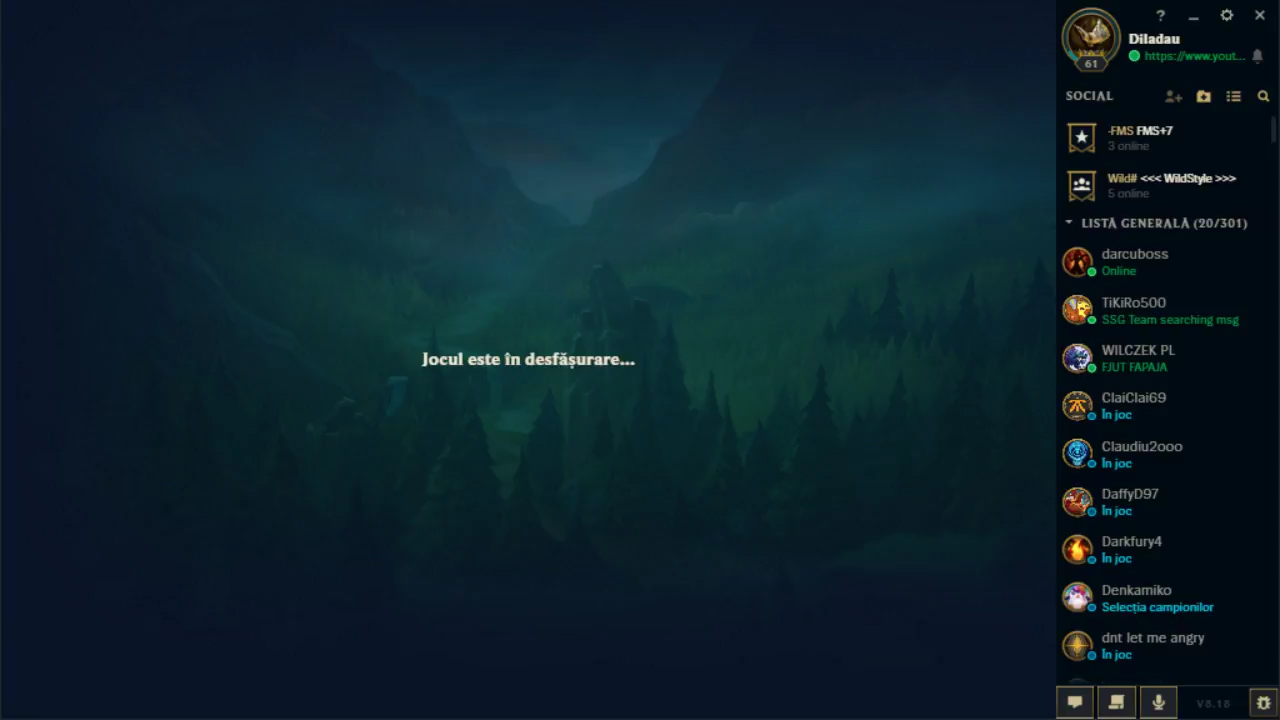 ?
Diladau
https://www.yout...
61
SOCIAL
-FMS FMS+7
3 online
Wild# <<< WildStyle >>>
5 online
LISTĂ GENERALĂ (20/301)
darcuboss
Online
TiKiRo500
SSG Team searching msg
WILCZEK PL
FJUT FAPAJA
ClaiClai69
În joc
Claudiu2ooo
În joc
DaffyD97
În joc
Darkfury4
În joc
Denkamiko
Selecția campionilor
dnt let me angry
În joc
V8.18
Jocul este în desfășurare...